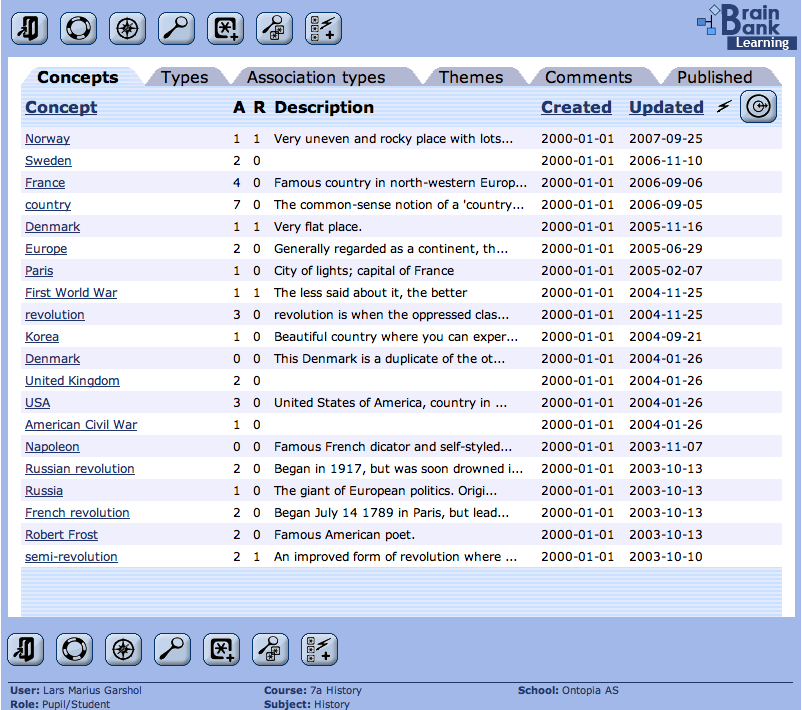 Brain Bank
Learning
Concepts Types Association types Themes Comments Published
Concept A R Description Created Updated
Norway 1 1 Very uneven and rocky place with lots... 2000-01-01 2007-09-25
Sweden 2 0 2000-01-01 2006-11-10
France 4 0 Famous country in north-western Europ... 2000-01-01 2006-09-06
country 7 0 The common-sense notion of a 'country... 2000-01-01 2006-09-05
Denmark 1 1 Very flat place. 2000-01-01 2005-11-16
Europe 2 0 Generally regarded as a continent, th... 2000-01-01 2005-06-29
Paris 1 0 City of lights; capital of France 2000-01-01 2005-02-07
First World War 1 1 The less said about it, the better 2000-01-01 2004-11-25
revolution 3 0 revolution is when the oppressed clas... 2000-01-01 2004-11-25
Korea 1 0 Beautiful country where you can exper... 2000-01-01 2004-09-21
Denmark 0 0 This Denmark is a duplicate of the ot... 2000-01-01 2004-01-26
United Kingdom 2 0 2000-01-01 2004-01-26
USA 3 0 United States of America, country in ... 2000-01-01 2004-01-26
American Civil War 1 0 2000-01-01 2004-01-26
Napoleon 0 0 Famous French dicator and self-styled... 2000-01-01 2003-11-07
Russian revolution 2 0 Began in 1917, but was soon drowned i... 2000-01-01 2003-10-13
Russia 1 0 The giant of European politics. Origi... 2000-01-01 2003-10-13
French revolution 2 0 Began July 14 1789 in Paris, but lead... 2000-01-01 2003-10-13
Robert Frost 2 0 Famous American poet. 2000-01-01 2003-10-13
semi-revolution 2 1 An improved form of revolution where ... 2000-01-01 2003-10-10
User: Lars Marius Garshol Course: 7a History School: Ontopia AS
Role: Pupil/Student Subject: History